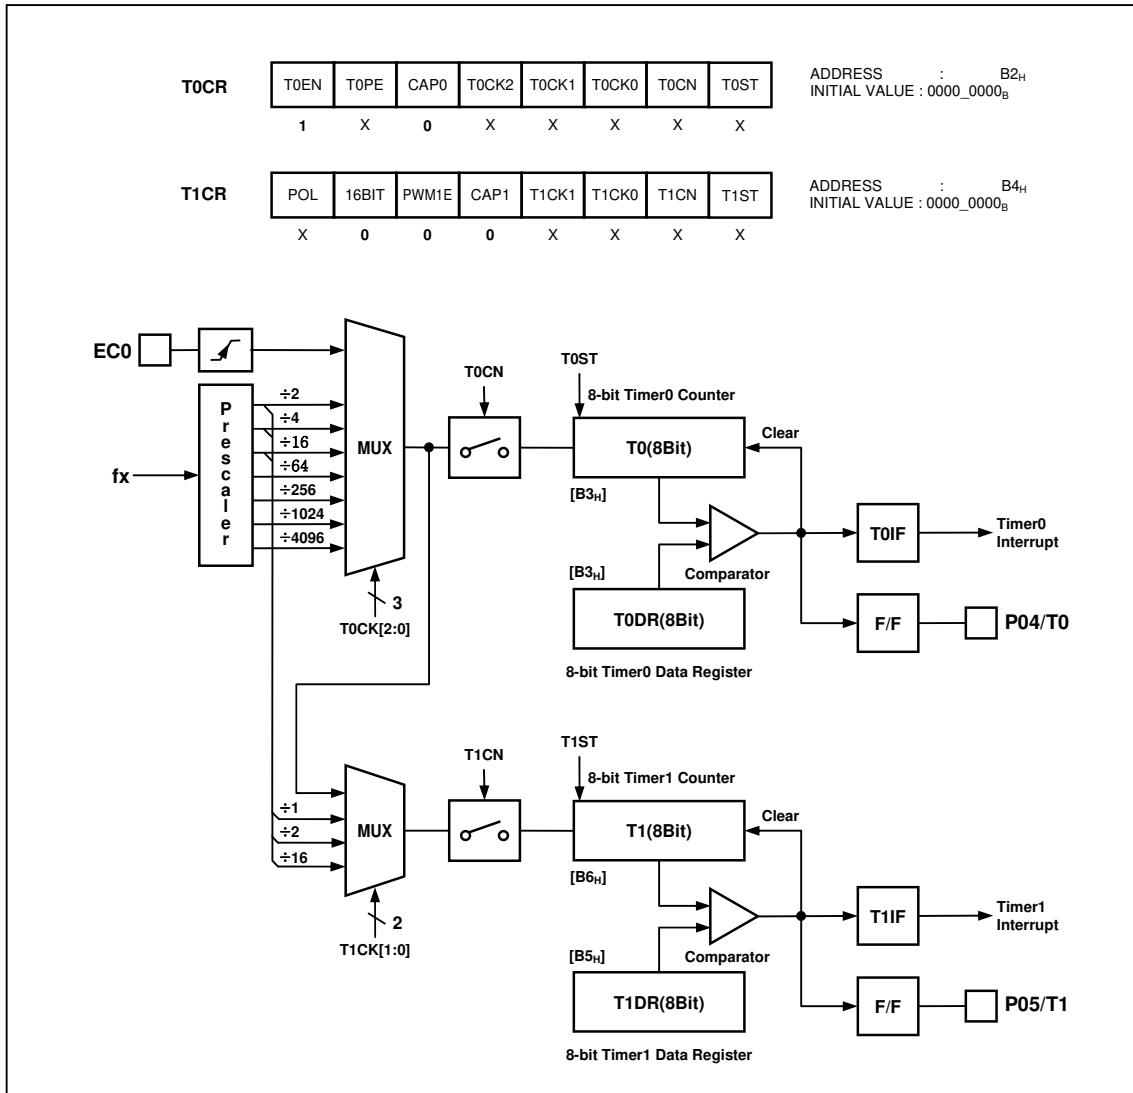 T0CR T0EN T0PE CAP0 T0CK2 T0CK1 T0CK0 T0CN T0ST
ADDRESS : B2H
INITIAL VALUE : 0000_0000B
1 X 0 X X X X X
T1CR POL 16BIT PWM1E CAP1 T1CK1 T1CK0 T1CN T1ST
ADDRESS : B4H
INITIAL VALUE : 0000_0000B
X 0 0 0 X X X X
EC0
fx
Prescaler
÷2
÷4
÷16
÷64
÷256
÷1024
÷4096
MUX
3
T0CK[2:0]
T0CN
T0ST
8-bit Timer0 Counter
T0(8Bit)
Clear
[B3H]
Comparator
[B3H]
T0DR(8Bit)
8-bit Timer0 Data Register
T0IF
Timer0
Interrupt
F/F
P04/T0
÷1
÷2
÷16
MUX
2
T1CK[1:0]
T1CN
T1ST
8-bit Timer1 Counter
T1(8Bit)
Clear
[B6H]
Comparator
[B5H]
T1DR(8Bit)
8-bit Timer1 Data Register
T1IF
Timer1
Interrupt
F/F
P05/T1